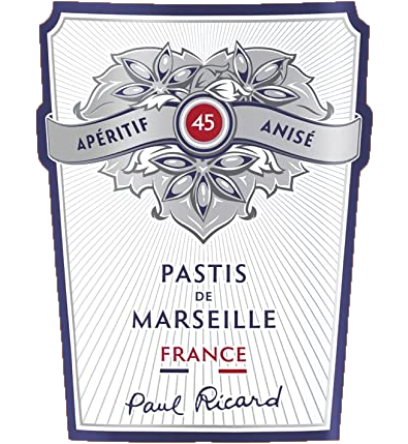 APÉRITIF 45 ANISÉ
PASTIS
DE
MARSEILLE
FRANCE
Paul Ricard